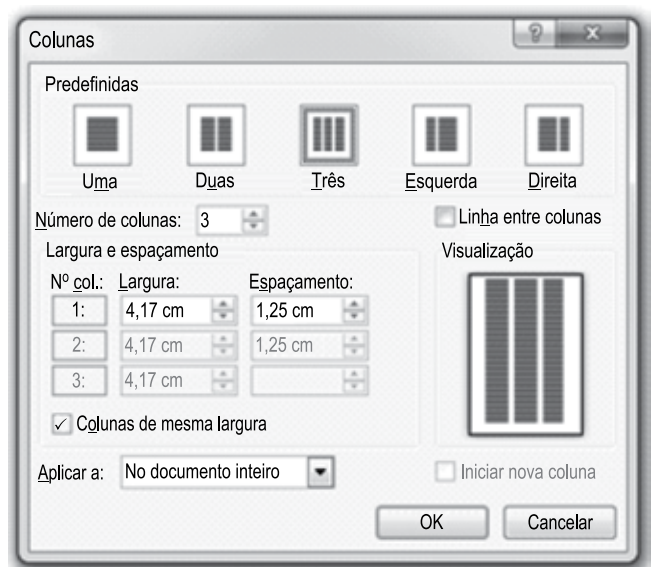 Colunas
Predefinidas
Uma Duas Três Esquerda Direita
Número de colunas: 3 Linha entre colunas
Largura e espaçamento Visualização
Nº col.: Largura: Espaçamento:
1: 4,17 cm 1,25 cm
2: 4,17 cm 1,25 cm
3: 4,17 cm
Colunas de mesma largura
Aplicar a: No documento inteiro Iniciar nova coluna
OK Cancelar